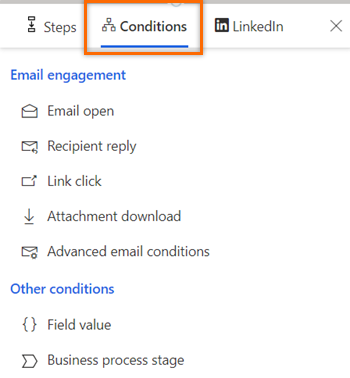 Steps Conditions LinkedIn
Email engagement
Email open
Recipient reply
Link click
Attachment download
Advanced email conditions
Other conditions
Field value
Business process stage